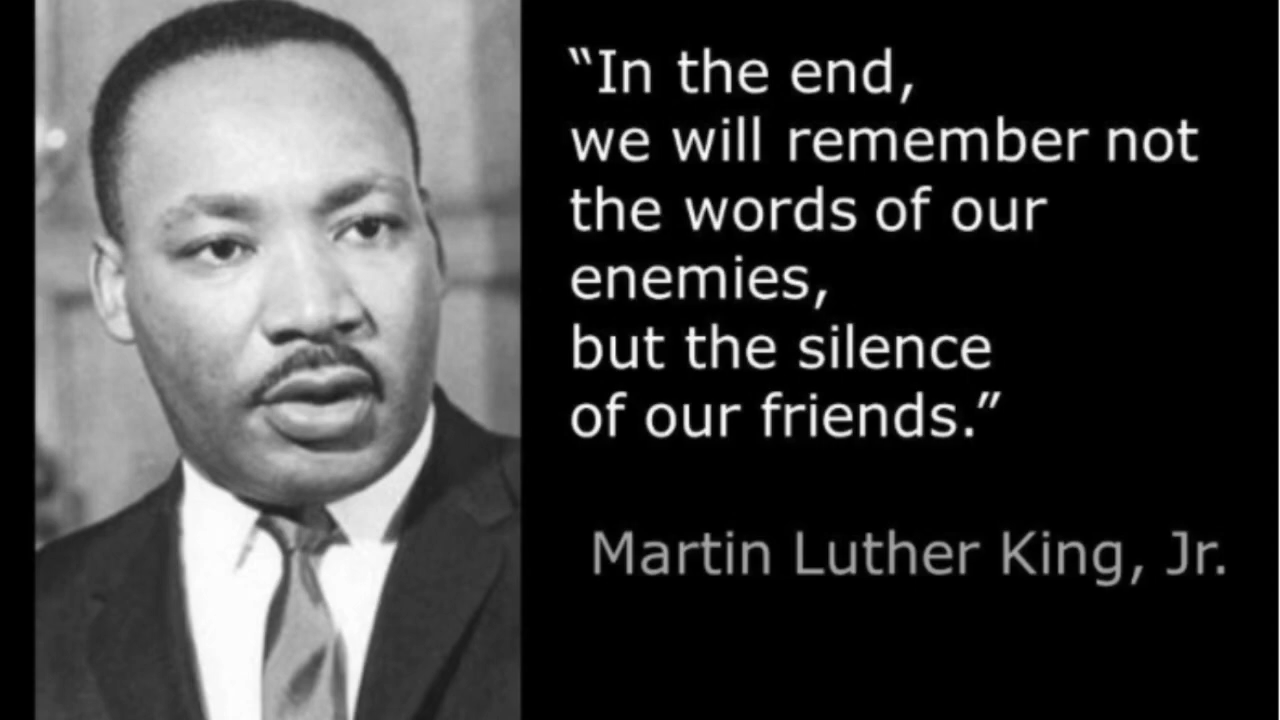 “In the end,
we will remember not
the words of our
enemies,
but the silence
of our friends.”
Martin Luther King, Jr.